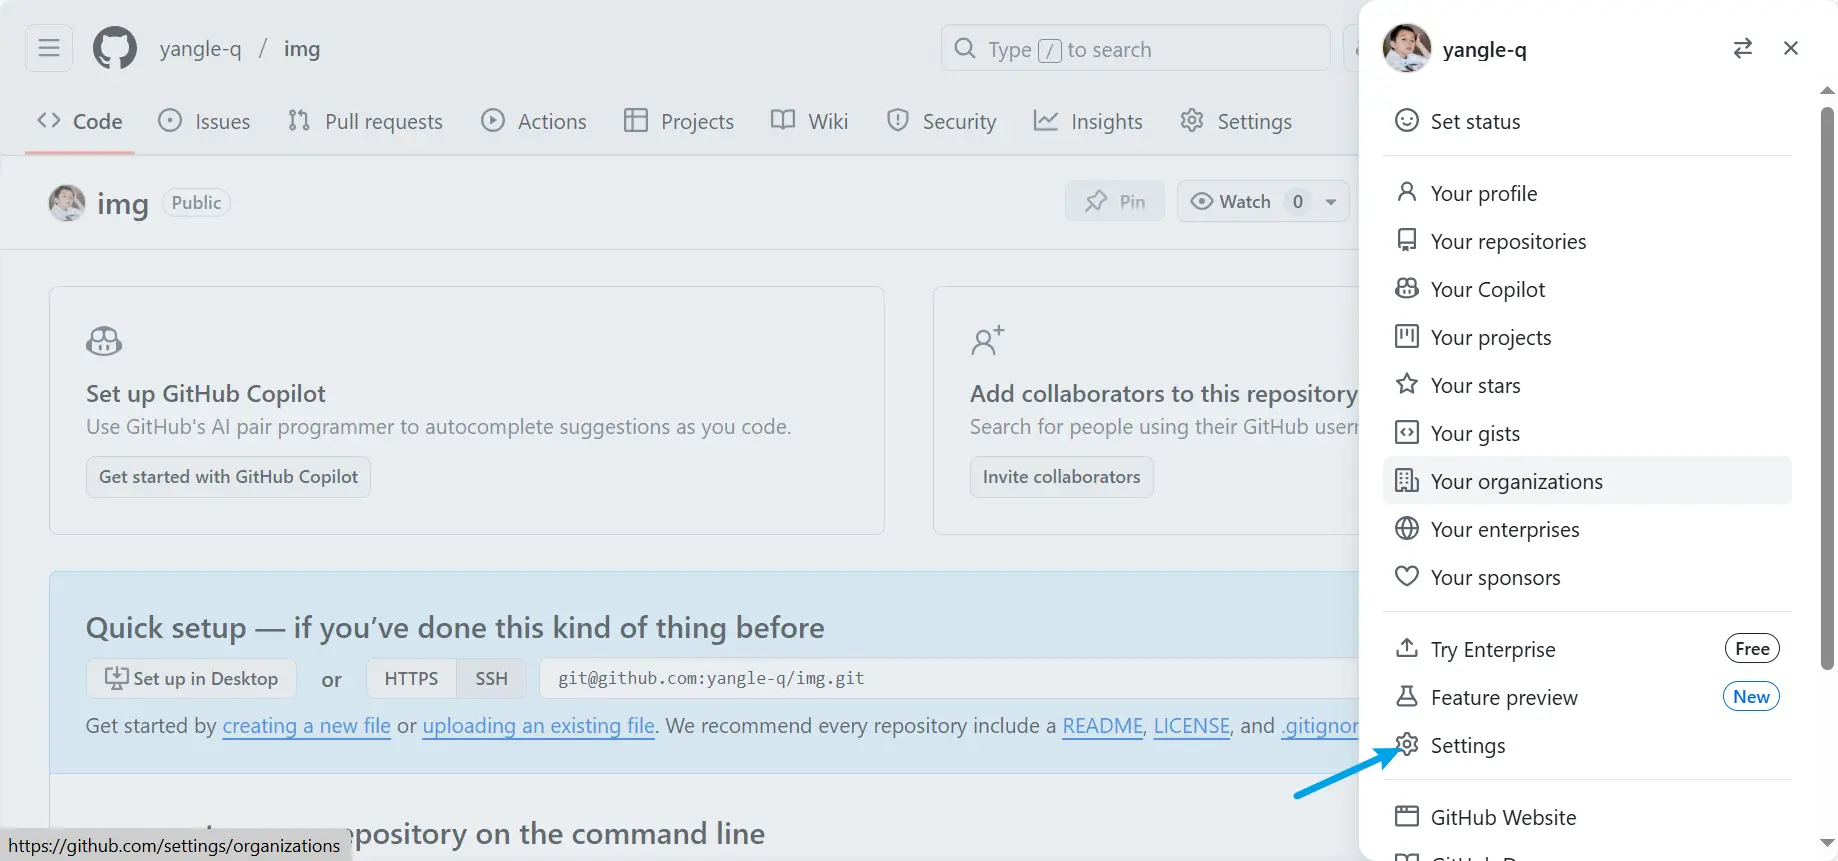 yangle-q / img
Type / to search
Code Issues Pull requests Actions Projects Wiki Security Insights Settings
img Public
Pin Watch 0
Set up GitHub Copilot
Use GitHub's AI pair programmer to autocomplete suggestions as you code.
Get started with GitHub Copilot
Add collaborators to this repository
Search for people using their GitHub
Invite collaborators
Quick setup — if you’ve done this kind of thing before
Set up in Desktop or HTTPS SSH git@github.com:yangle-q/img.git
Get started by creating a new file or uploading an existing file. We recommend every repository include a README, LICENSE, and .gitignor
epository on the command line
https://github.com/settings/organizations
yangle-q
Set status
Your profile
Your repositories
Your Copilot
Your projects
Your stars
Your gists
Your organizations
Your enterprises
Your sponsors
Try Enterprise Free
Feature preview New
Settings
GitHub Website